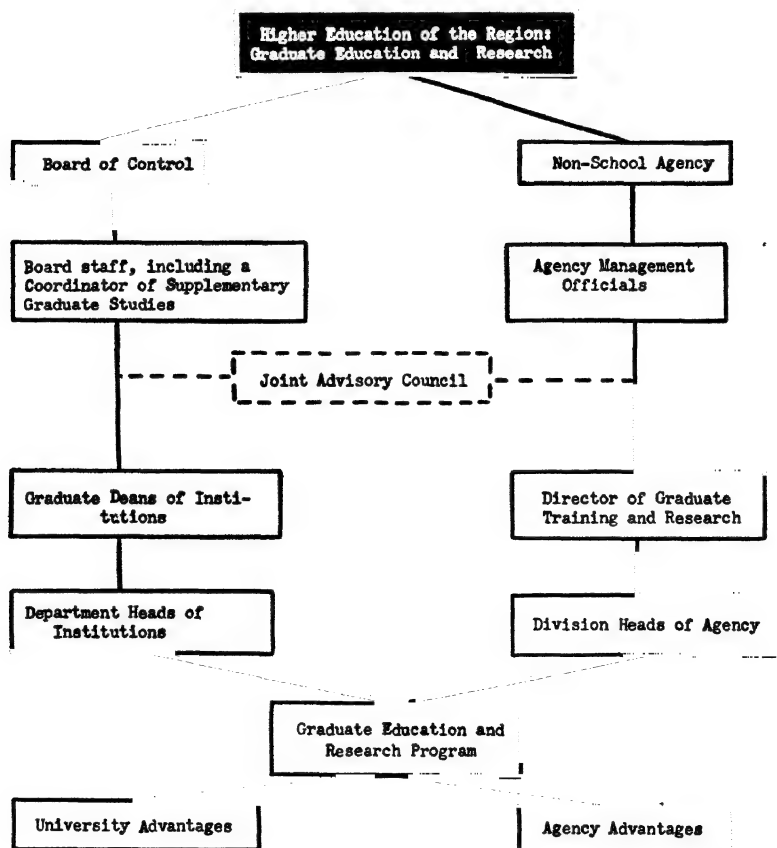 Higher Education of the Region:
Graduate Education and Research
Board of Control
Non-School Agency
Board staff, including a
Coordinator of Supplementary
Graduate Studies
Agency Management
Officials
Joint Advisory Council
Graduate Deans of Insti-
tutions
Director of Graduate
Training and Research
Department Heads of
Institutions
Division Heads of Agency
Graduate Education and
Research Program
University Advantages
Agency Advantages